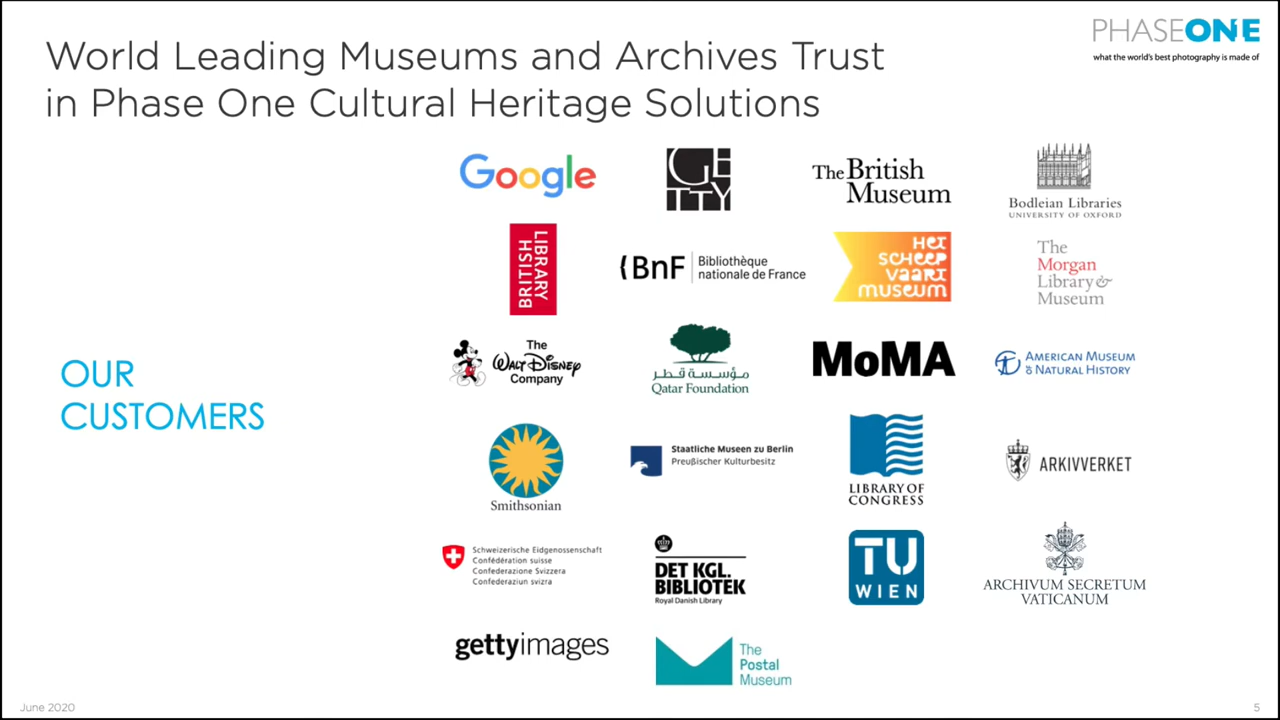 PHASEONE
what the world's best photography is made of
World Leading Museums and Archives Trust
in Phase One Cultural Heritage Solutions
OUR
CUSTOMERS
Google
GE
TTY
The British
Museum
Bodleian Libraries
UNIVERSITY OF OXFORD
BRITISH
LIBRARY
BnF
Bibliothèque
nationale de France
HET
SCHEEP
VAART
MUSEUM
The
Morgan
Library &
Museum
The
WALT DISNEY
Company
مؤسسة قطر
Qatar Foundation
MoMA
AMERICAN MUSEUM
& NATURAL HISTORY
Smithsonian
Staatliche Museen zu Berlin
Preußischer Kulturbesitz
LIBRARY OF
CONGRESS
ARKIVVERKET
Schweizerische Eidgenossenschaft
Confédération suisse
Confederazione Svizzera
Confederaziun svizra
DET KGL.
BIBLIOTEK
Royal Danish Library
TU
WIEN
ARCHIVUM SECRETUM
VATICANUM
gettyimages
The
Postal
Museum
June 2020
5